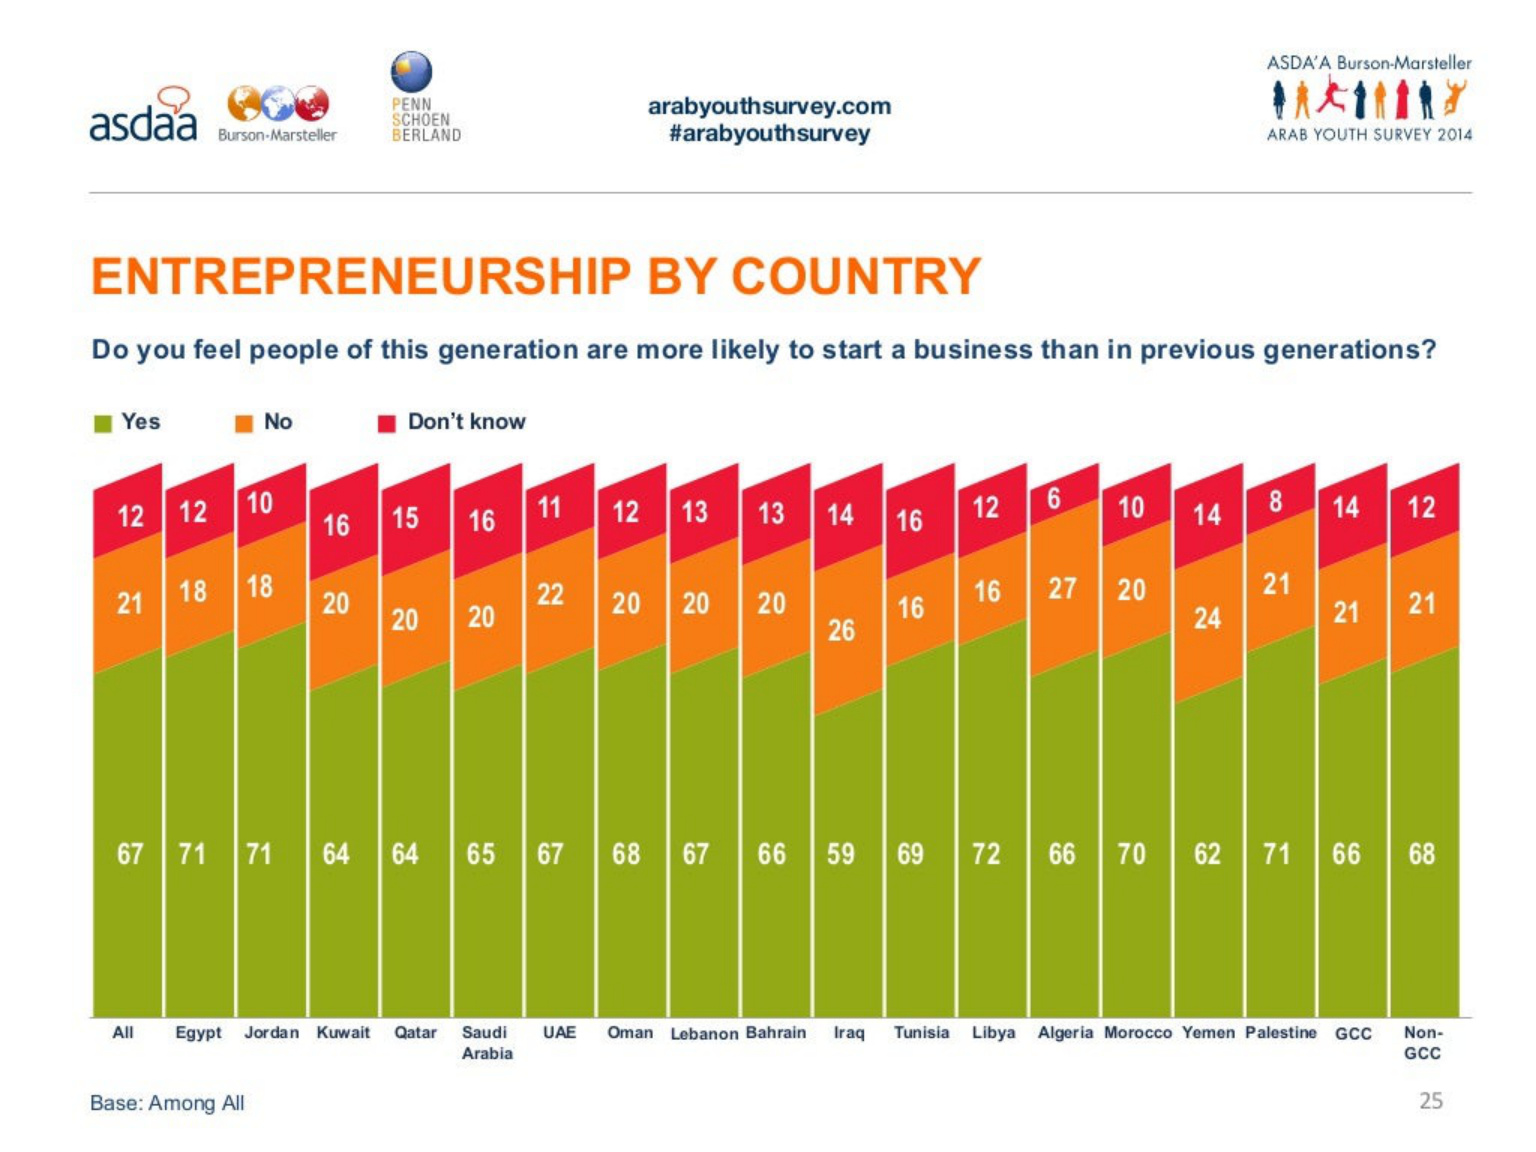 asdaa
Burson-Marsteller
PENN
SCHOEN
BERLAND
arabyouthsurvey.com
#arabyouthsurvey
ASDA'A Burson-Marsteller
ARAB YOUTH SURVEY 2014
ENTREPRENEURSHIP BY COUNTRY
Do you feel people of this generation are more likely to start a business than in previous generations?
Yes No Don't know
12 12 10 16 15 16 11 12 13 13 14 16 12 6 10 14 8 14 12
21 18 18 20 20 20 22 20 20 20 26 16 16 27 20 24 21 21 21
67 71 71 64 64 65 67 68 67 66 59 69 72 66 70 62 71 66 68
All Egypt Jordan Kuwait Qatar Saudi UAE Oman Lebanon Bahrain Iraq Tunisia Libya Algeria Morocco Yemen Palestine GCC Non-
Arabia GCC
Base: Among All
25